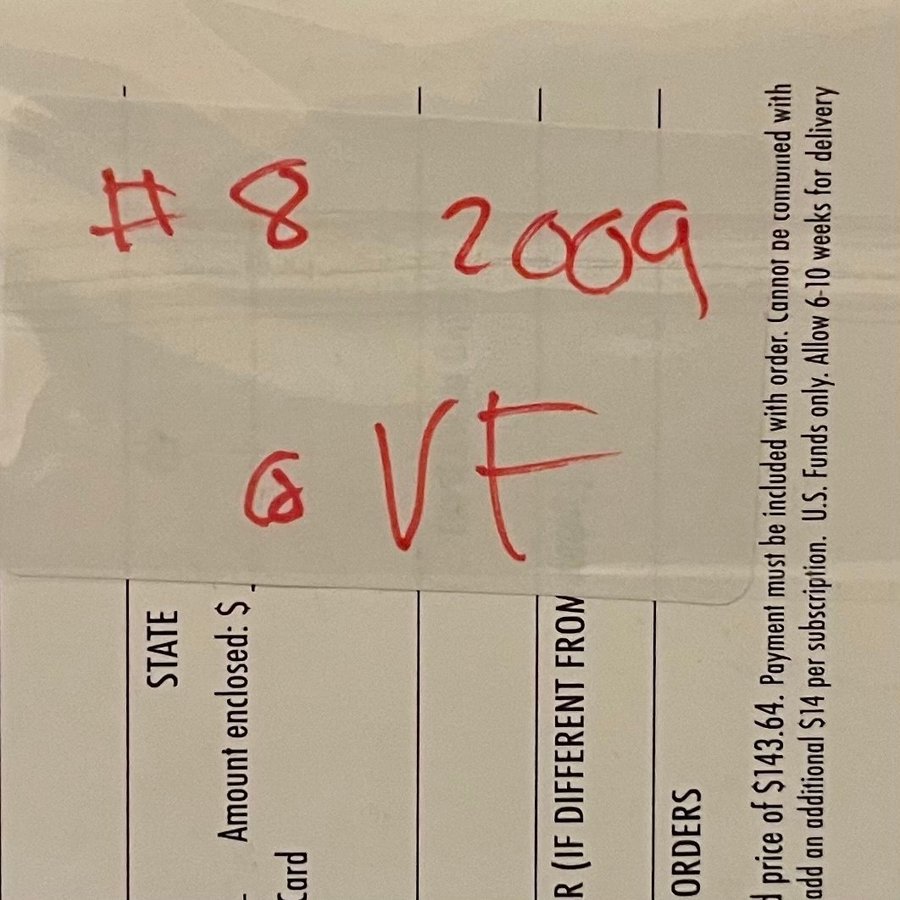 # 8 2009
@ VF
STATE
Amount enclosed: $
Card
R (IF DIFFERENT FROM
ORDERS
price of $143.64. Payment must be included with order. Cannot be combined with
add an additional $14 per subscription. U.S. Funds only. Allow 6-10 weeks for delivery